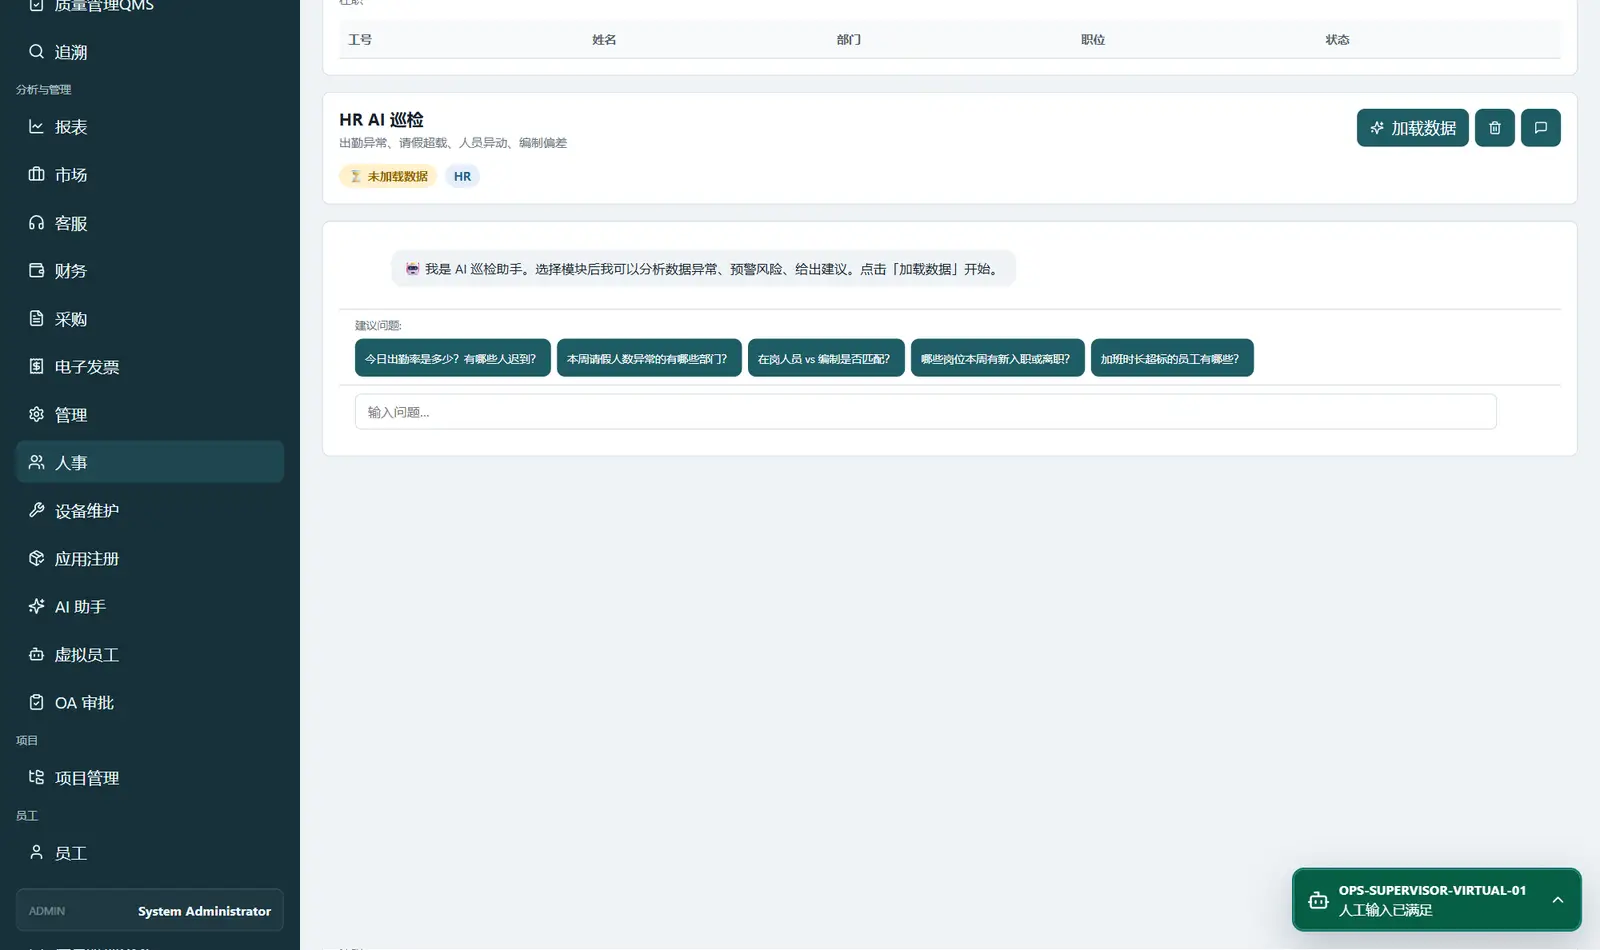 质量管理QMS
追溯
分析与管理
报表
市场
客服
财务
采购
电子发票
管理
人事
设备维护
应用注册
AI 助手
虚拟员工
OA 审批
项目
项目管理
员工
员工
ADMIN System Administrator
工号 姓名 部门 职位 状态
HR AI 巡检
出勤异常、请假超载、人员异动、编制偏差
未加载数据 HR
加载数据
我是 AI 巡检助手。选择模块后我可以分析数据异常、预警风险、给出建议。点击「加载数据」开始。
建议问题:
今日出勤率是多少？有哪些人迟到？ 本周请假人数异常的有哪些部门？ 在岗人员 vs 编制是否匹配？ 哪些岗位本周有新入职或离职？ 加班时长超标的员工有哪些？
输入问题...
OPS-SUPERVISOR-VIRTUAL-01
人工输入已满足